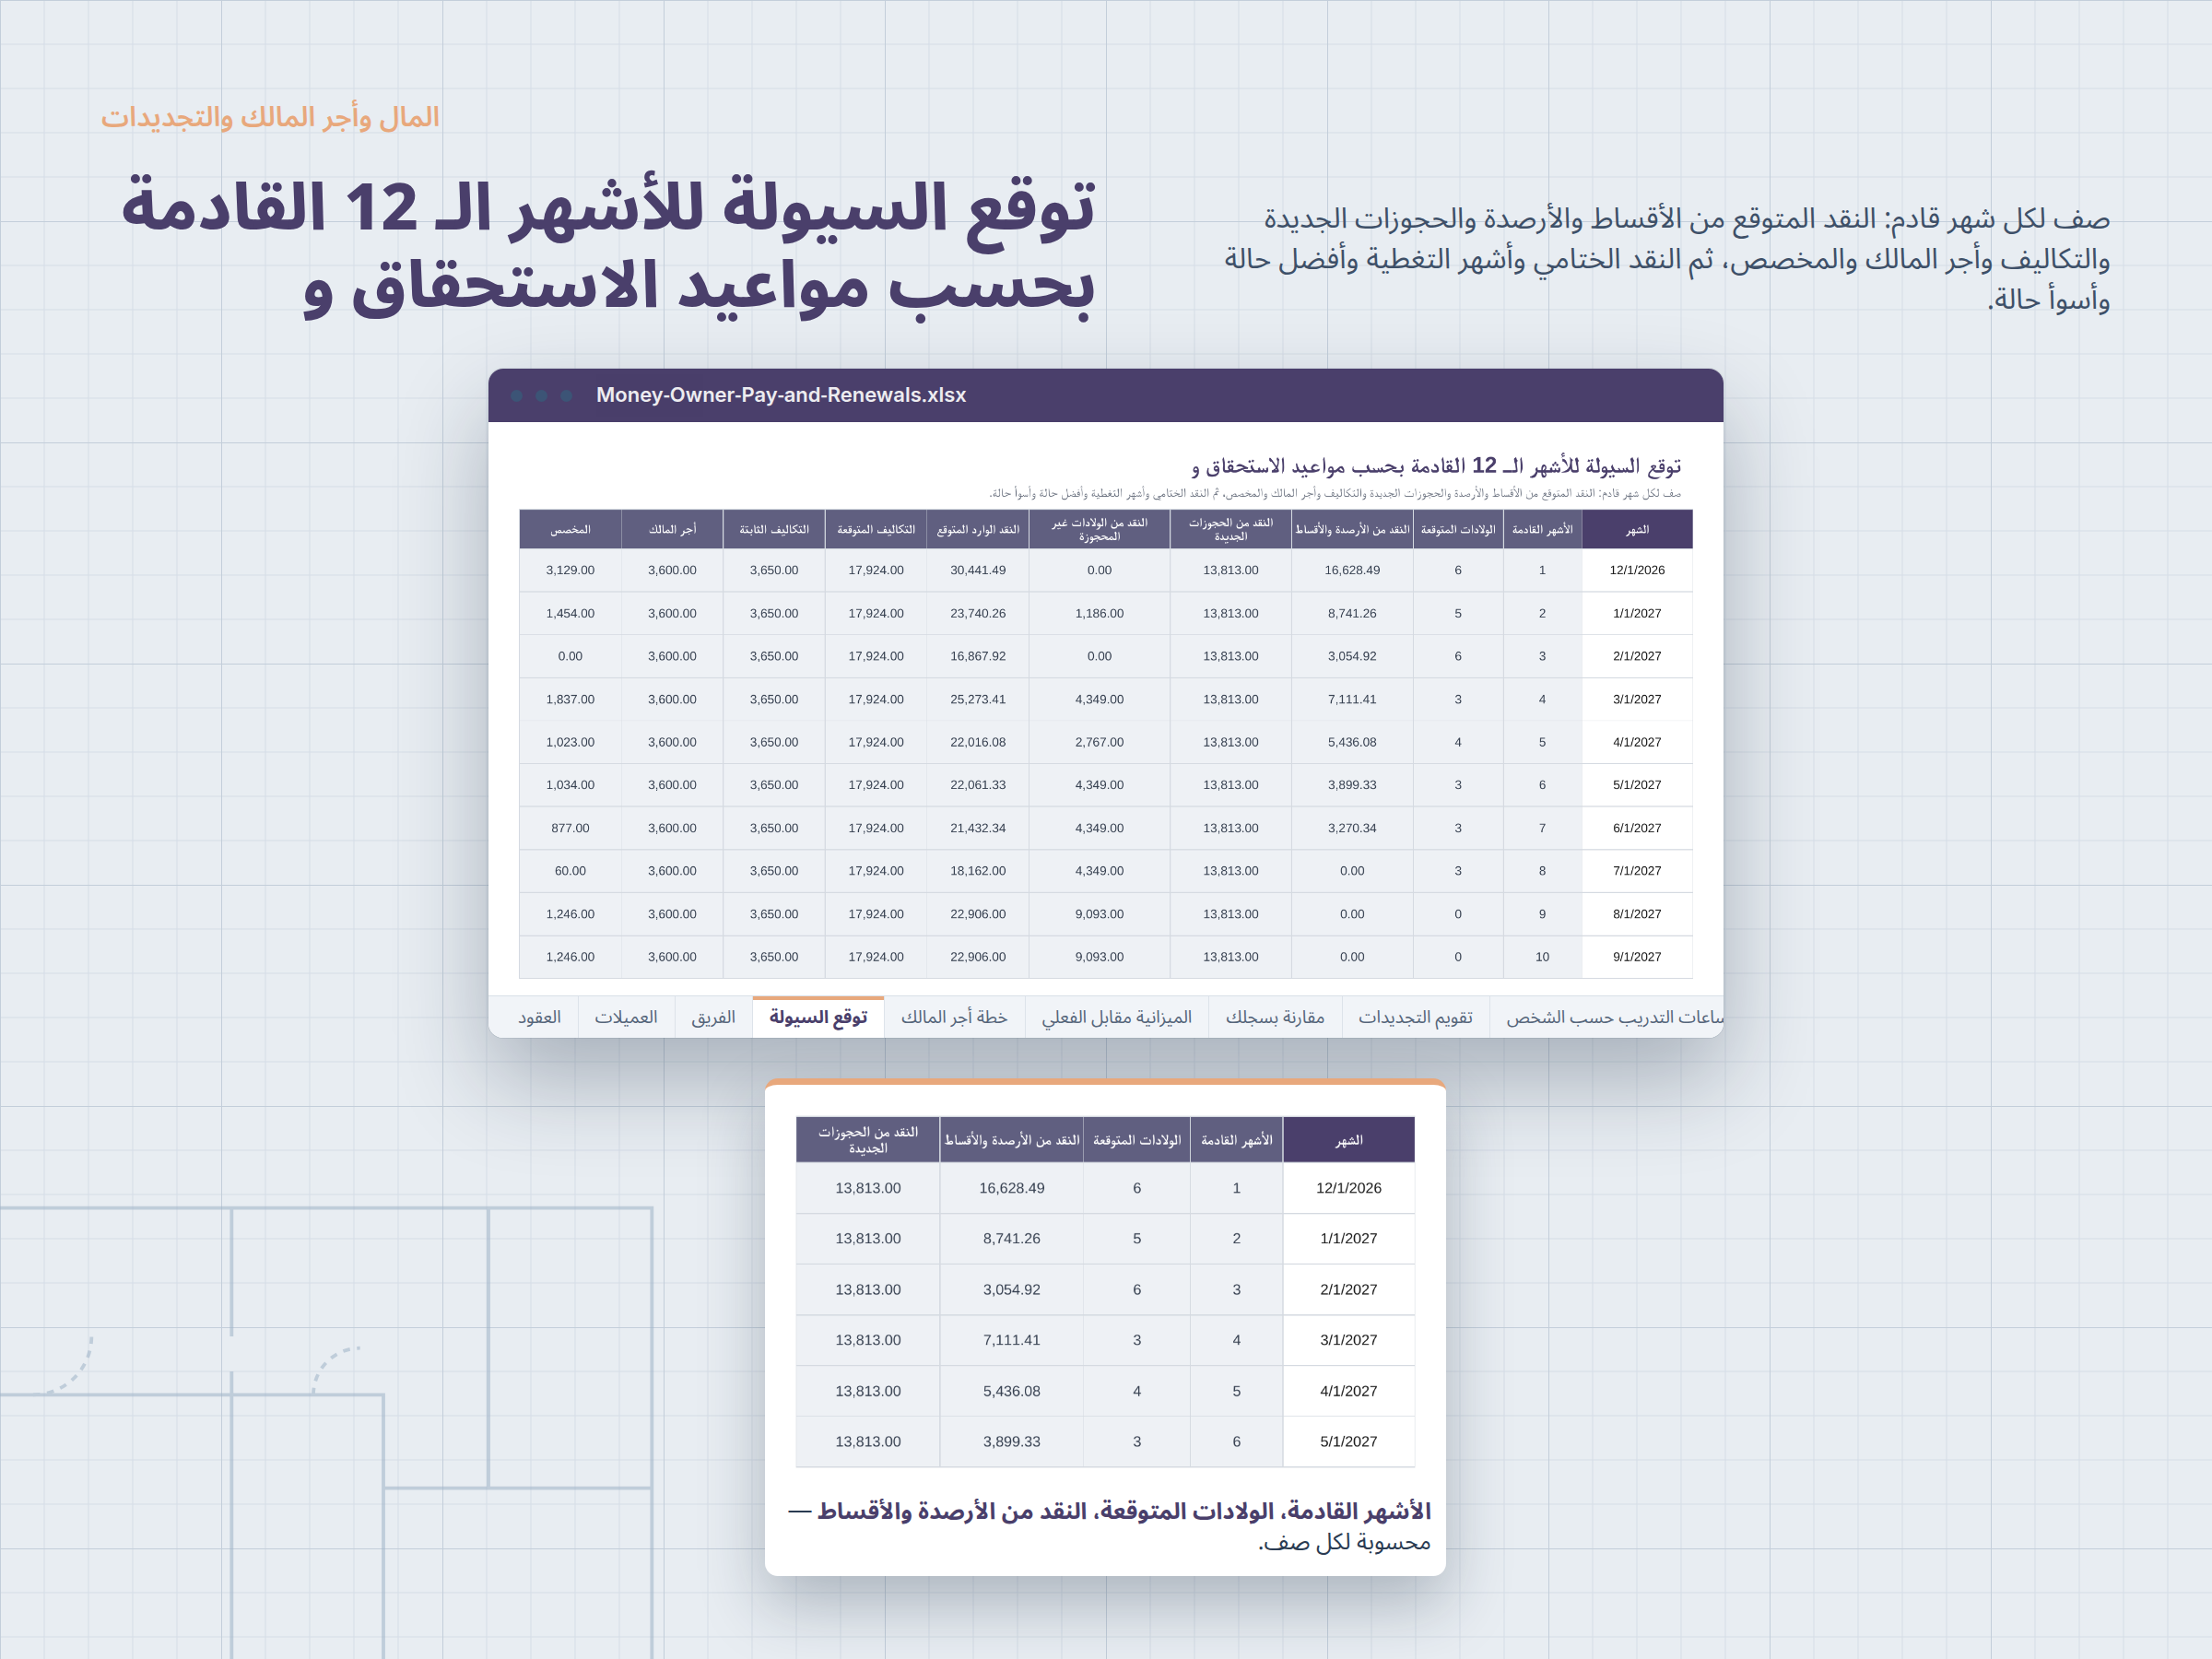 المال وأجر المالك والتجديدات
توقع السيولة للأشهر الـ 12 القادمة
بحسب مواعيد الاستحقاق و
صف لكل شهر قادم: النقد المتوقع من الأقساط والأرصدة والحجوزات الجديدة
والتكاليف وأجر المالك والمخصص، ثم النقد الختامي وأشهر التغطية وأفضل حالة
وأسوأ حالة.
Money-Owner-Pay-and-Renewals.xlsx
توقع السيولة للأشهر الـ 12 القادمة بحسب مواعيد الاستحقاق و
صف لكل شهر قادم: النقد المتوقع من الأقساط والأرصدة والحجوزات الجديدة والتكاليف وأجر المالك والمخصص، ثم النقد الختامي وأشهر التغطية وأفضل حالة وأسوأ حالة.
الشهر الأشهر القادمة الولادات المتوقعة النقد من الأرصدة والأقساط النقد من الحجوزات الجديدة النقد من الولادات غير المحجوزة النقد الوارد المتوقع التكاليف المتوقعة التكاليف الثابتة أجر المالك المخصص
12/1/2026 1 6 16,628.49 13,813.00 0.00 30,441.49 17,924.00 3,650.00 3,600.00 3,129.00
1/1/2027 2 5 8,741.26 13,813.00 1,186.00 23,740.26 17,924.00 3,650.00 3,600.00 1,454.00
2/1/2027 3 6 3,054.92 13,813.00 0.00 16,867.92 17,924.00 3,650.00 3,600.00 0.00
3/1/2027 4 3 7,111.41 13,813.00 4,349.00 25,273.41 17,924.00 3,650.00 3,600.00 1,837.00
4/1/2027 5 4 5,436.08 13,813.00 2,767.00 22,016.08 17,924.00 3,650.00 3,600.00 1,023.00
5/1/2027 6 3 3,899.33 13,813.00 4,349.00 22,061.33 17,924.00 3,650.00 3,600.00 1,034.00
6/1/2027 7 3 3,270.34 13,813.00 4,349.00 21,432.34 17,924.00 3,650.00 3,600.00 877.00
7/1/2027 8 3 0.00 13,813.00 4,349.00 18,162.00 17,924.00 3,650.00 3,600.00 60.00
8/1/2027 9 0 0.00 13,813.00 9,093.00 22,906.00 17,924.00 3,650.00 3,600.00 1,246.00
9/1/2027 10 0 0.00 13,813.00 9,093.00 22,906.00 17,924.00 3,650.00 3,600.00 1,246.00
العقود العميلات الفريق توقع السيولة خطة أجر المالك الميزانية مقابل الفعلي مقارنة بسجلك تقويم التجديدات ساعات التدريب حسب الشخص
الشهر الأشهر القادمة الولادات المتوقعة النقد من الأرصدة والأقساط النقد من الحجوزات الجديدة
12/1/2026 1 6 16,628.49 13,813.00
1/1/2027 2 5 8,741.26 13,813.00
2/1/2027 3 6 3,054.92 13,813.00
3/1/2027 4 3 7,111.41 13,813.00
4/1/2027 5 4 5,436.08 13,813.00
5/1/2027 6 3 3,899.33 13,813.00
الأشهر القادمة، الولادات المتوقعة، النقد من الأرصدة والأقساط —
محسوبة لكل صف.